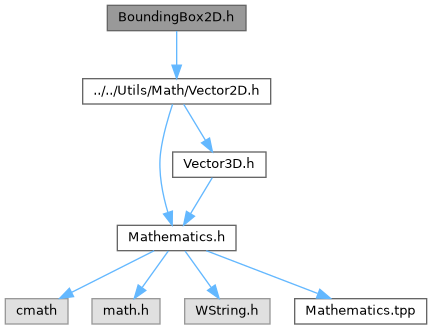 BoundingBox2D.h
../../Utils/Math/Vector2D.h
Vector3D.h
Mathematics.h
cmath
math.h
WString.h
Mathematics.tpp